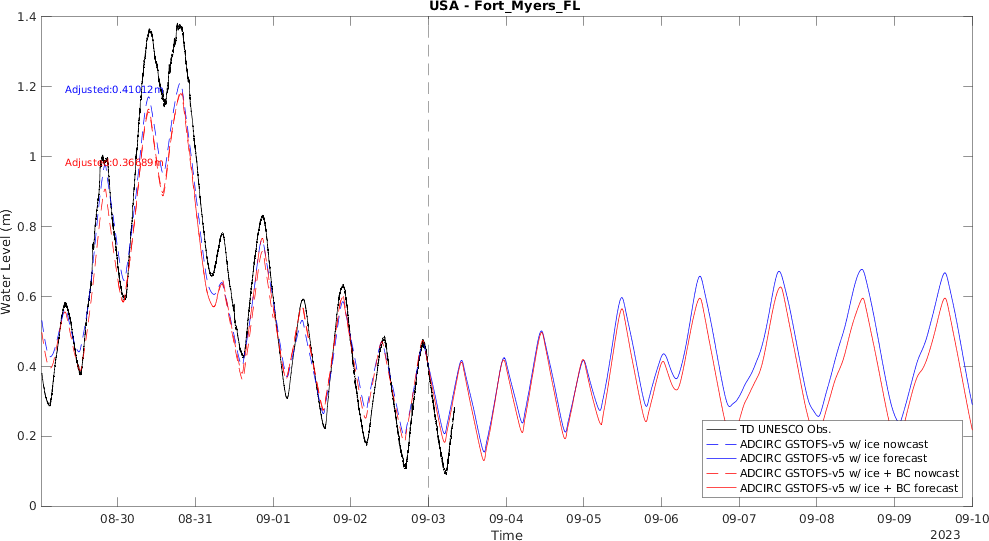 USA - Fort_Myers_FL
1.4
1.2
1
0.8
0.6
0.4
0.2
0
Water Level (m)
Adjusted:0.41012m
Adjusted:0.36889m
TD UNESCO Obs.
ADCIRC GSTOFS-v5 w/ ice nowcast
ADCIRC GSTOFS-v5 w/ ice forecast
ADCIRC GSTOFS-v5 w/ ice + BC nowcast
ADCIRC GSTOFS-v5 w/ ice + BC forecast
08-30 08-31 09-01 09-02 09-03 09-04 09-05 09-06 09-07 09-08 09-09 09-10
Time
2023